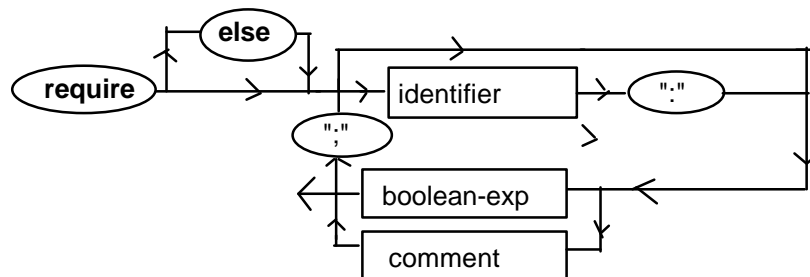 else
require
identifier
":"
";"
boolean-exp
comment